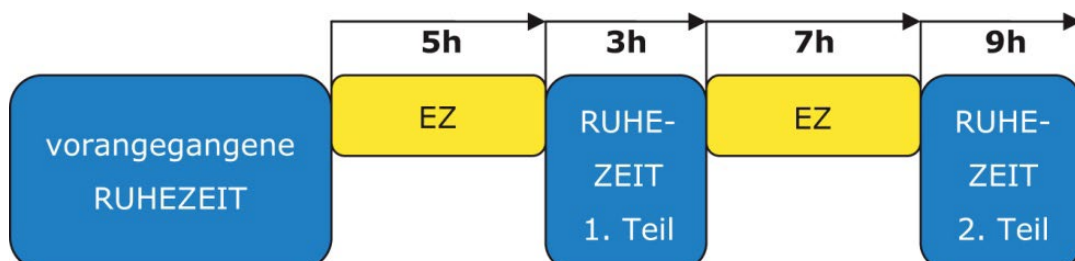 5h 3h 7h 9h
vorangegangene
RUHEZEIT
EZ
RUHE-
ZEIT
1. Teil
EZ
RUHE-
ZEIT
2. Teil